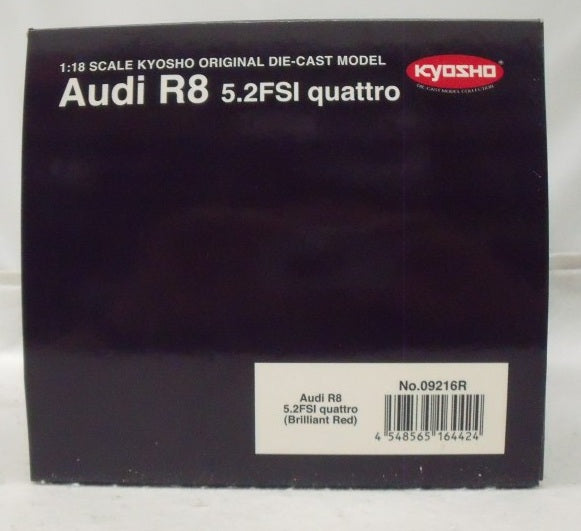 1:18 SCALE KYOSHO ORIGINAL DIE-CAST MODEL
Audi R8 5.2FSI quattro
KYOSHO
DIE-CAST MODEL COLLECTION
Audi R8
5.2FSI quattro
(Brilliant Red)
No.09216R
4 548565 164424